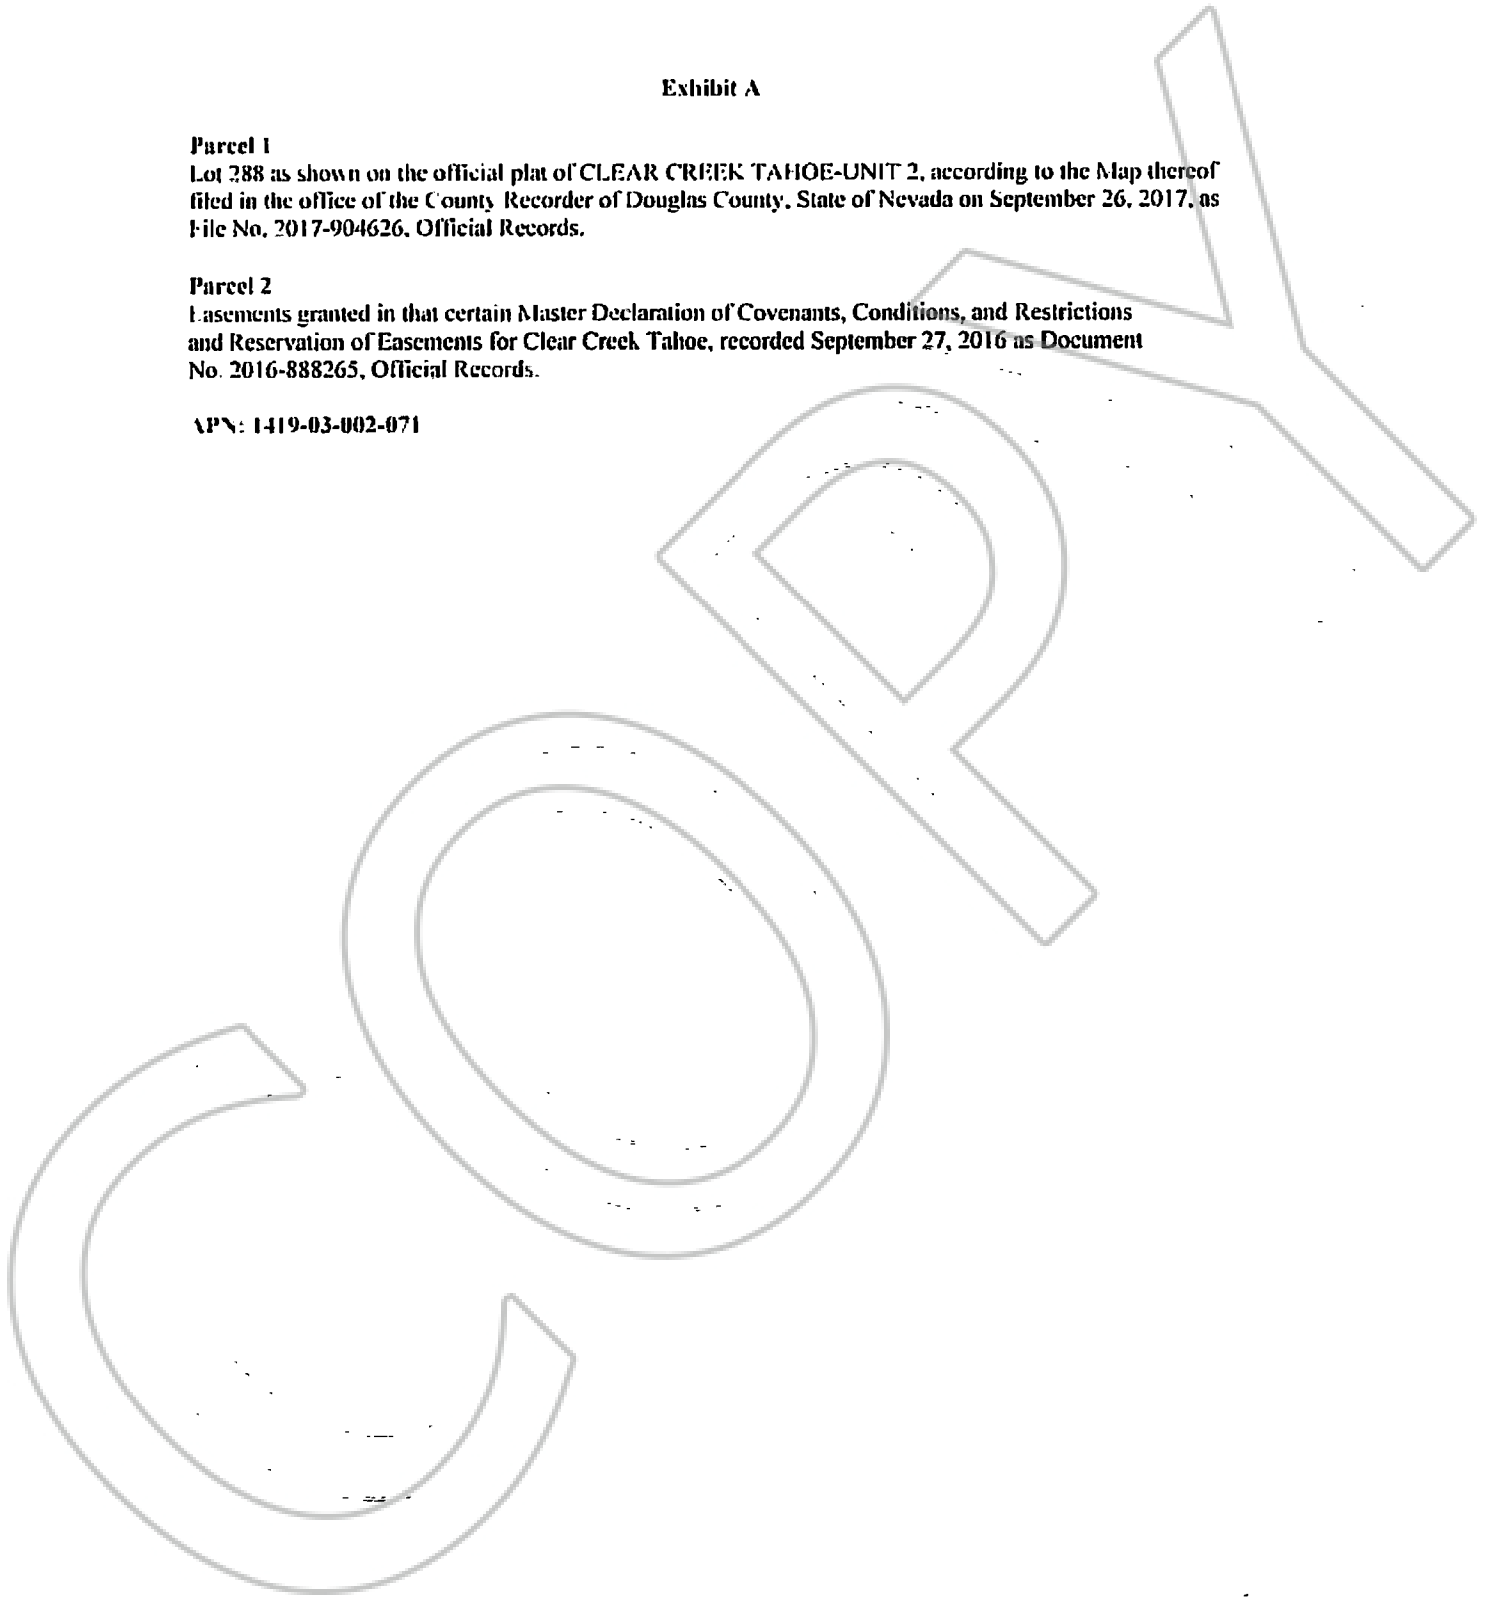 Exhibit A
Parcel 1
Lot 288 as shown on the official plat of CLEAR CREEK TAHOE-UNIT 2, according to the Map thereof
filed in the office of the County Recorder of Douglas County, State of Nevada on September 26, 2017, as
File No. 2017-904626, Official Records.
Parcel 2
Easements granted in that certain Master Declaration of Covenants, Conditions, and Restrictions
and Reservation of Easements for Clear Creek Tahoe, recorded September 27, 2016 as Document
No. 2016-888265, Official Records.
APN: 1419-03-002-071
COPY